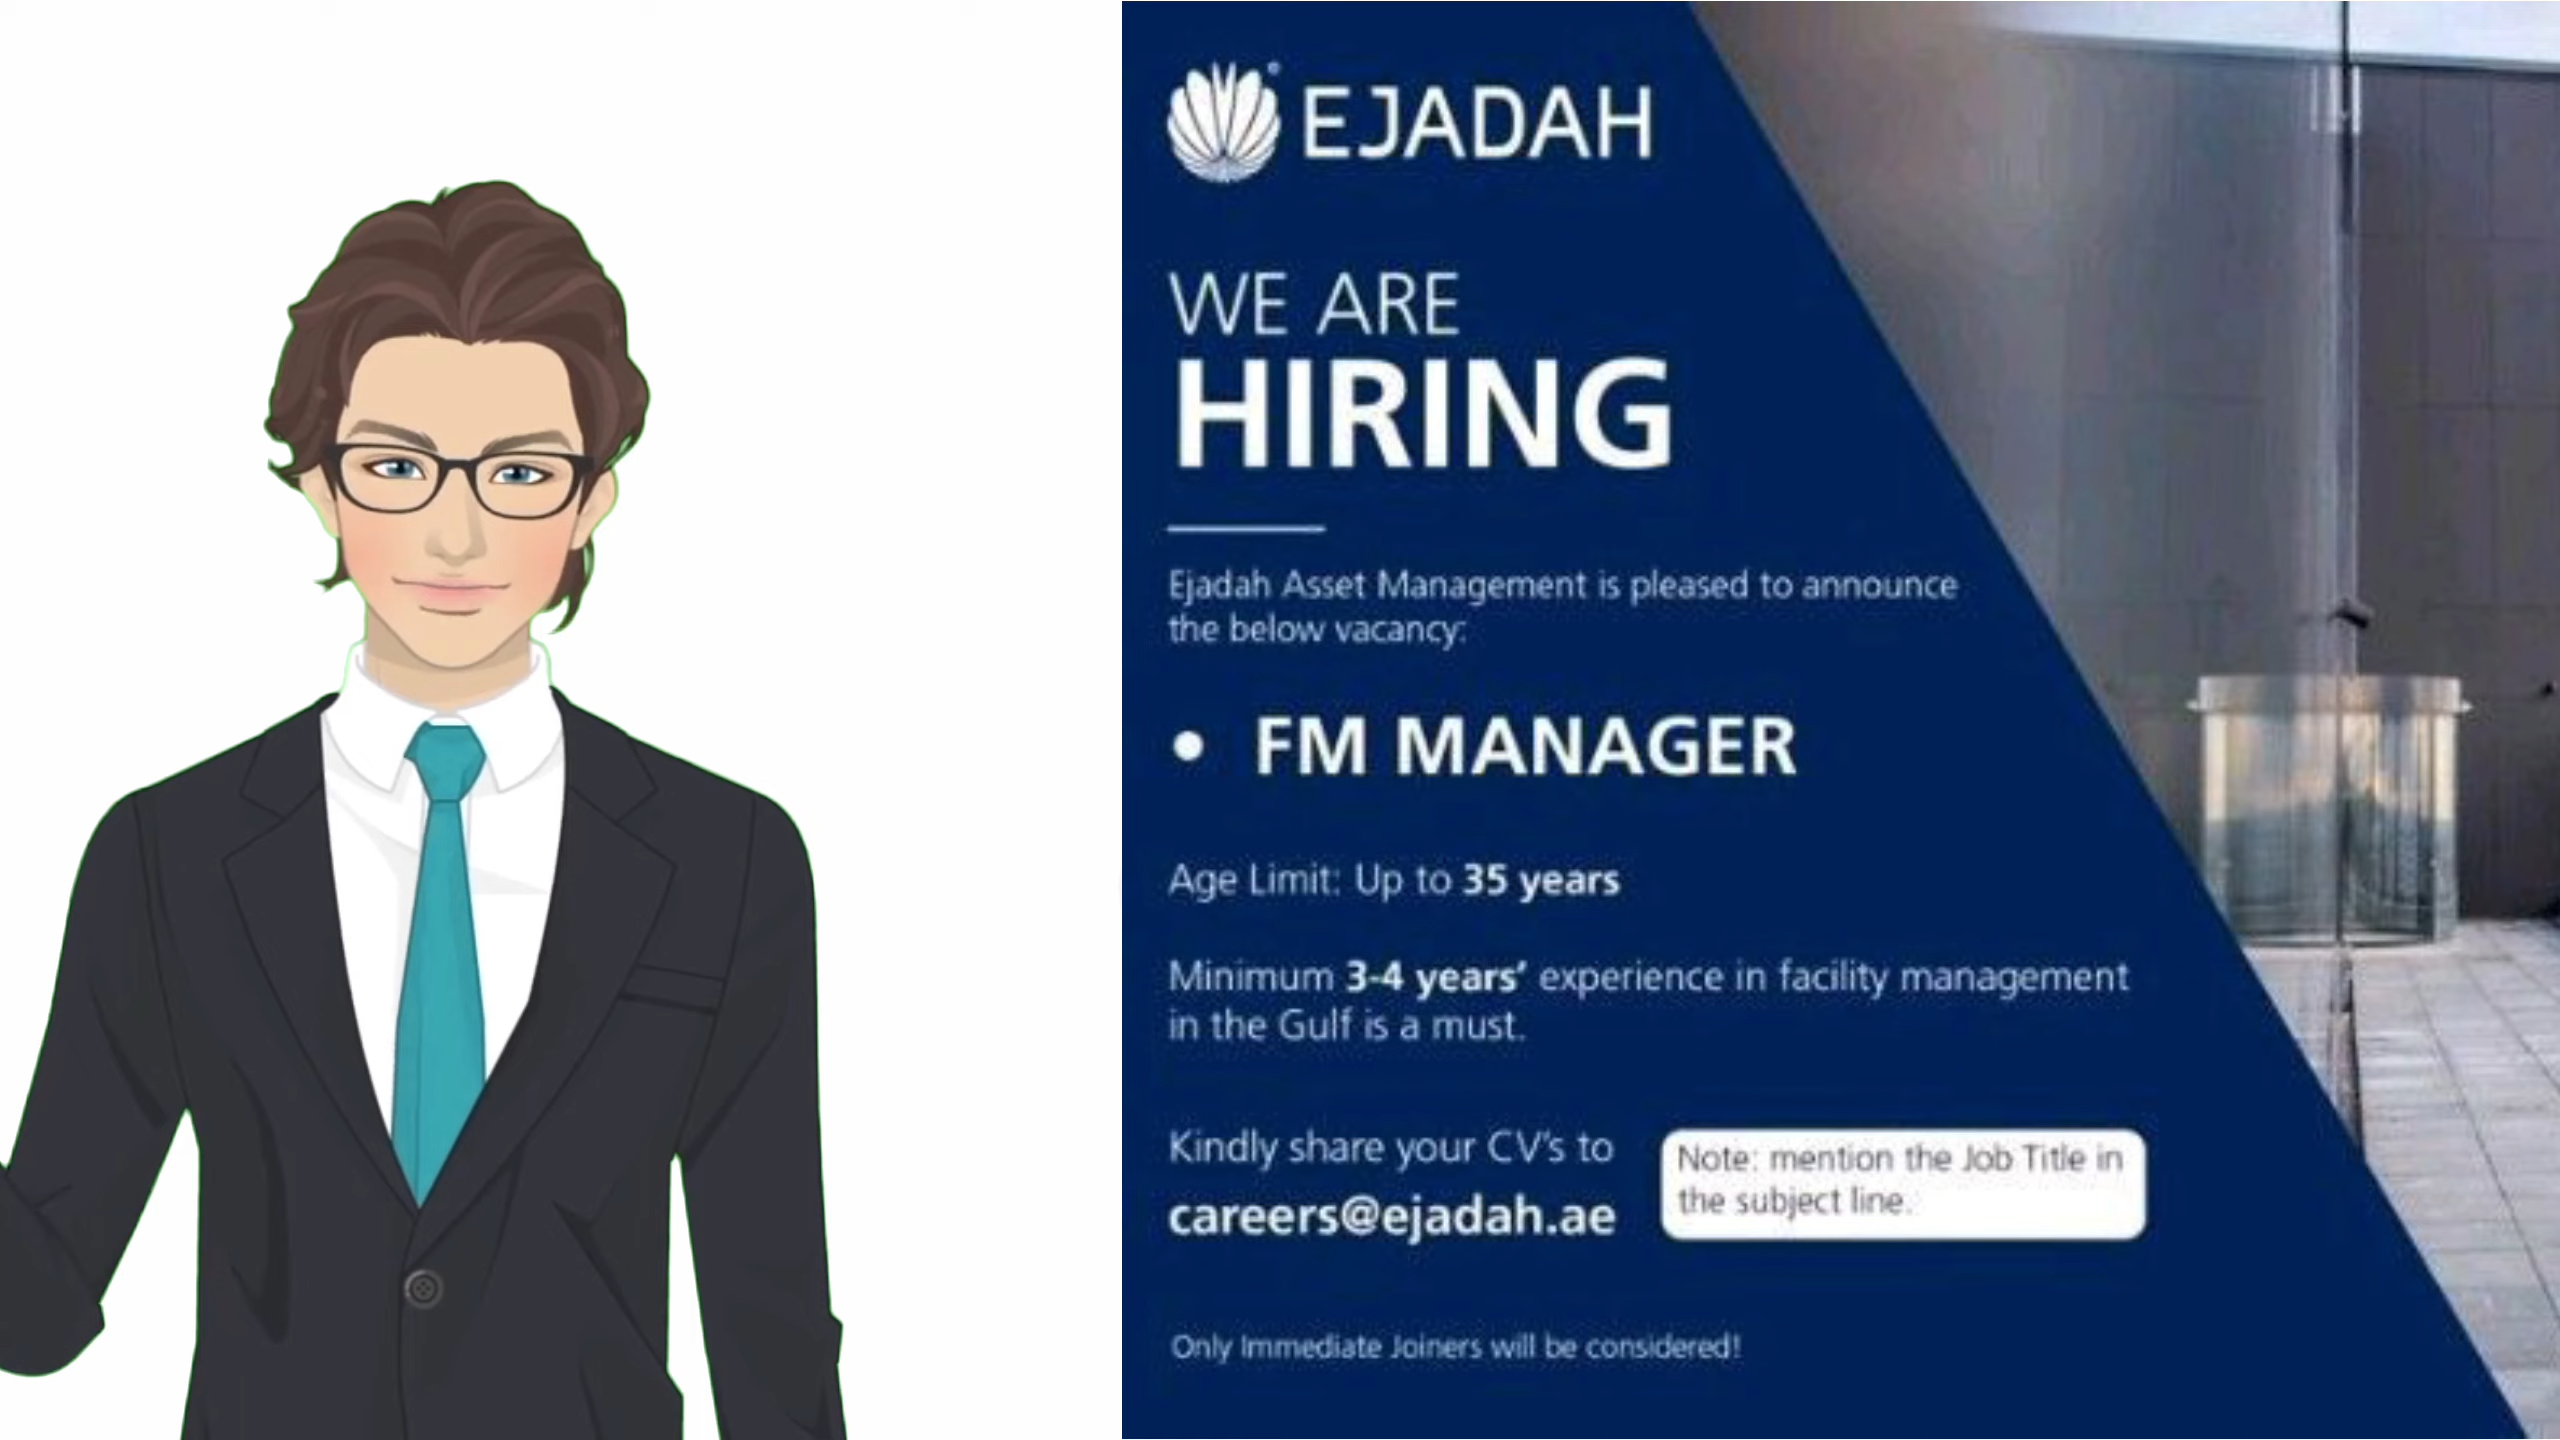 EJADAH
WE ARE
HIRING
Ejadah Asset Management is pleased to announce
the below vacancy:
• FM MANAGER
Age Limit: Up to 35 years
Minimum 3-4 years’ experience in facility management
in the Gulf is a must.
Kindly share your CV’s to
careers@ejadah.ae
Note: mention the Job Title in
the subject line.
Only Immediate Joiners will be considered!